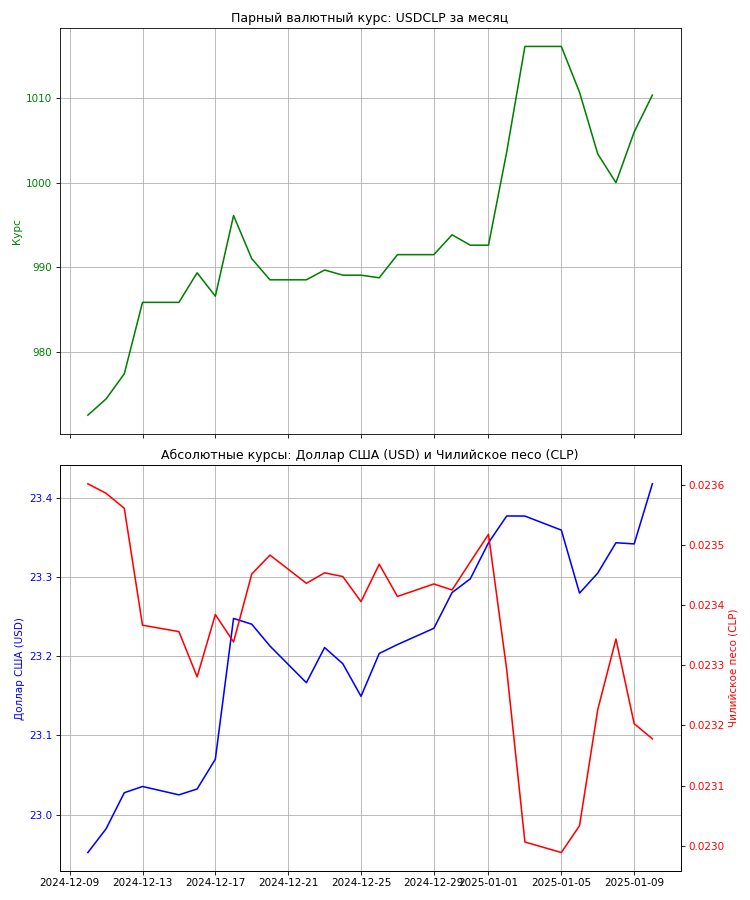 Парный валютный курс: USDCLP за месяц
Курс
1010
1000
990
980
Абсолютные курсы: Доллар США (USD) и Чилийское песо (CLP)
Доллар США (USD)
23.4
23.3
23.2
23.1
23.0
0.0236
0.0235
0.0234
0.0233
0.0232
0.0231
0.0230
Чилийское песо (CLP)
2024-12-09 2024-12-13 2024-12-17 2024-12-21 2024-12-25 2024-12-29 2025-01-01 2025-01-05 2025-01-09